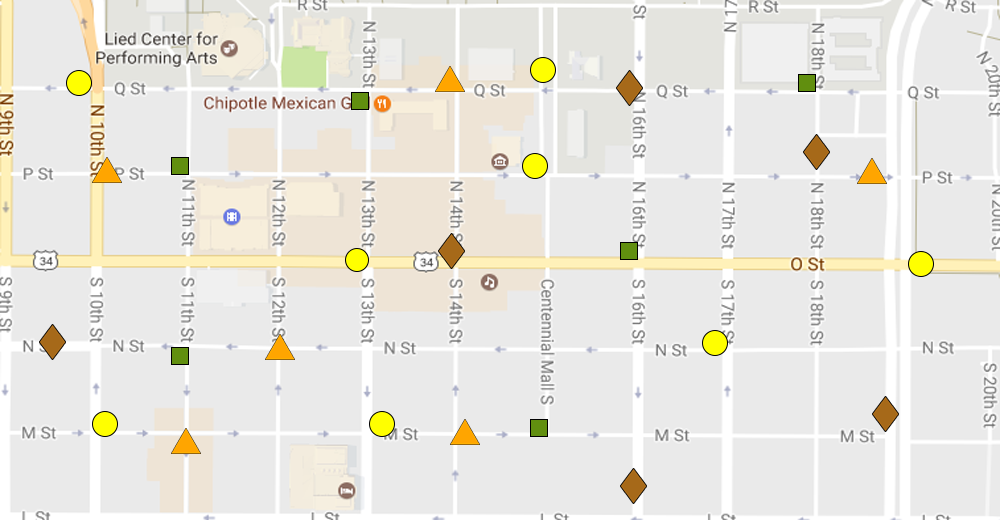 R St
R St
R St
Lied Center for
Performing Arts
N 13th St
St
N 17
N 18th St
N 20th St
Q St
Q St
Q St
Q St
Chipotle Mexican G
N 9th St
N 10th St
N 16th St
P St
P St
P St
N 11th St
N 12th St
N 13th St
N 14th S
N 16th St
N 17th St
N 18th St
N 20th St
34
34
O St
S 9th St
S 10th St
S 11th St
S 12th St
S 13th St
S 14th St
Centennial Mall S
S 16th St
S 17th St
S 18th St
N S
N St
N St
N St
N St
S 20th St
M St
M St
M St
M St
L St
L St
L St
L St
L St